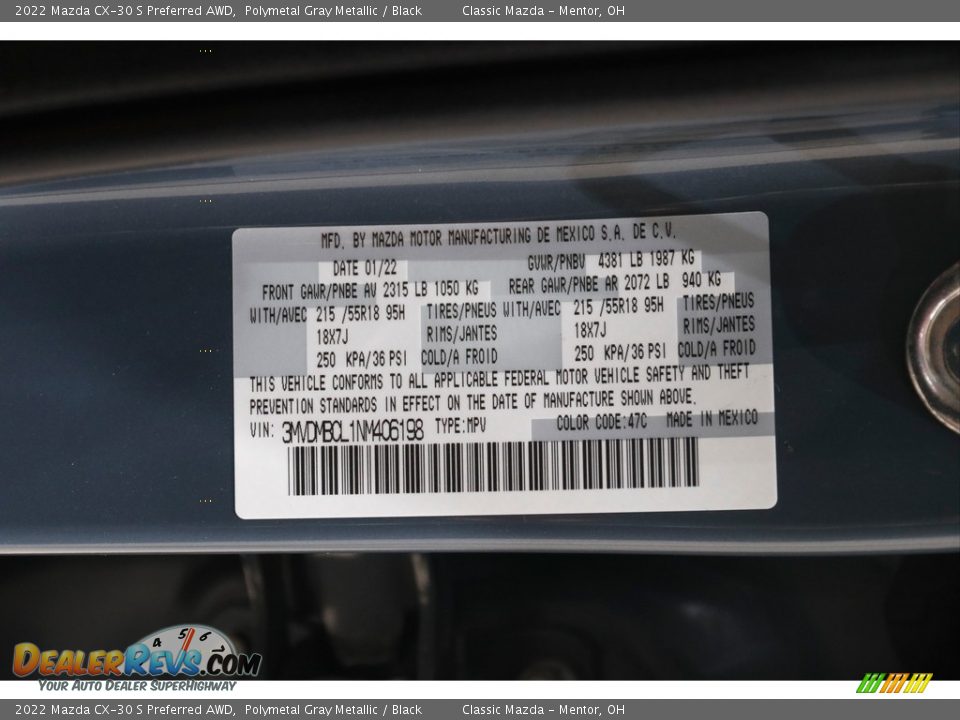 2022 Mazda CX-30 S Preferred AWD, Polymetal Gray Metallic / Black Classic Mazda - Mentor, OH
MFD. BY MAZDA MOTOR MANUFACTURING DE MEXICO S.A. DE C.V.
DATE 01/22 GVWR/PNBV 4381 LB 1987 KG
FRONT GAWR/PNBE AV 2315 LB 1050 KG REAR GAWR/PNBE AR 2072 LB 940 KG
WITH/AVEC 215 /55R18 95H TIRES/PNEUS WITH/AVEC 215 /55R18 95H TIRES/PNEUS
18X7J RIMS/JANTES 18X7J RIMS/JANTES
250 KPA/36 PSI COLD/A FROID 250 KPA/36 PSI COLD/A FROID
THIS VEHICLE CONFORMS TO ALL APPLICABLE FEDERAL MOTOR VEHICLE SAFETY AND THEFT
PREVENTION STANDARDS IN EFFECT ON THE DATE OF MANUFACTURE SHOWN ABOVE.
VIN: 3MVDMBCL1NM406198 TYPE:MPV COLOR CODE:47C MADE IN MEXICO
4 5 6
DEALERREVS.COM
YOUR AUTO DEALER SUPERHIGHWAY
2022 Mazda CX-30 S Preferred AWD, Polymetal Gray Metallic / Black Classic Mazda - Mentor, OH